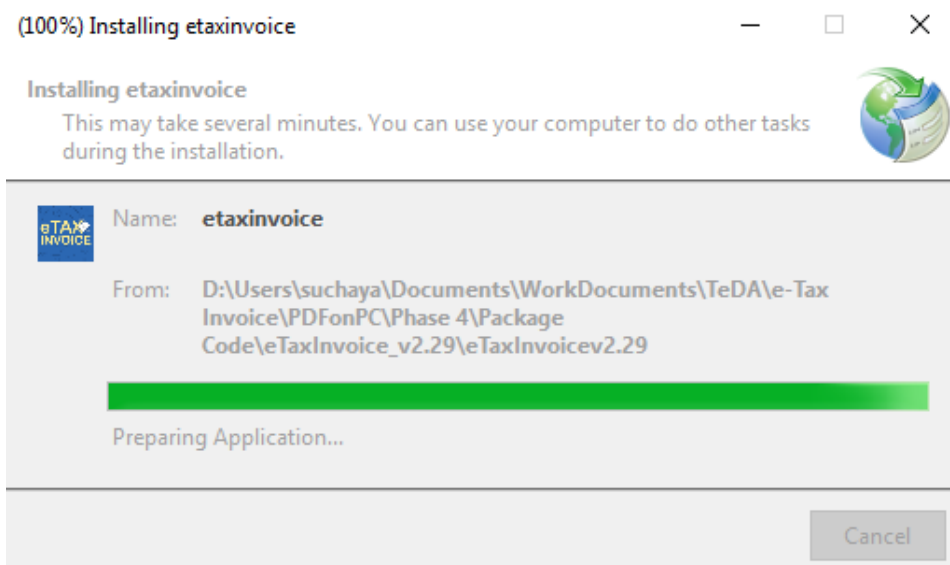 (100%) Installing etaxinvoice
Installing etaxinvoice
This may take several minutes. You can use your computer to do other tasks
during the installation.
eTAX
INVOICE
Name: etaxinvoice
From: D:\Users\suchaya\Documents\WorkDocuments\TeDA\e-Tax
Invoice\PDFonPC\Phase 4\Package
Code\eTaxInvoice_v2.29\eTaxInvoicev2.29
Preparing Application...
Cancel